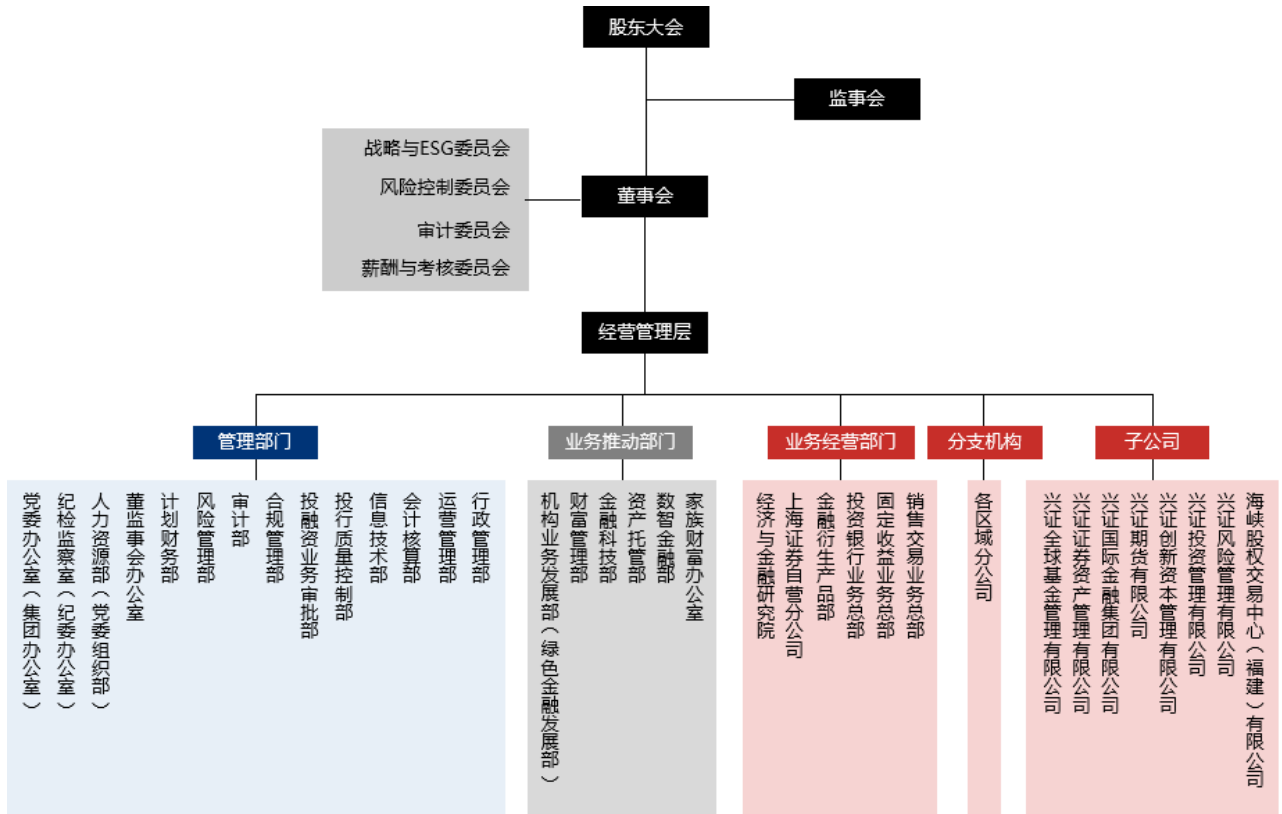 股东大会
监事会
战略与ESG委员会
风险控制委员会
审计委员会
薪酬与考核委员会
董事会
经营管理层
管理部门
业务推动部门
业务经营部门
分支机构
子公司
党委办公室（集团办公室）
纪检监察室（纪委办公室）
人力资源部（党委组织部）
董监事会办公室
计划财务部
风险管理部
审计部
合规管理部
投融资业务审批部
投行质量控制部
信息技术部
会计核算部
运营管理部
行政管理部
机构业务发展部（绿色金融发展部）
财富管理部
金融科技部
资产托管部
数智金融部
家族财富办公室
经济与金融研究院
上海证券自营分公司
金融衍生产品部
投资银行业务总部
固定收益业务总部
销售交易业务总部
各区域分公司
兴证全球基金管理有限公司
兴证证券资产管理有限公司
兴证国际金融集团有限公司
兴证期货有限公司
兴证创新资本管理有限公司
兴证投资管理有限公司
兴证风险管理有限公司
海峡股权交易中心（福建）有限公司